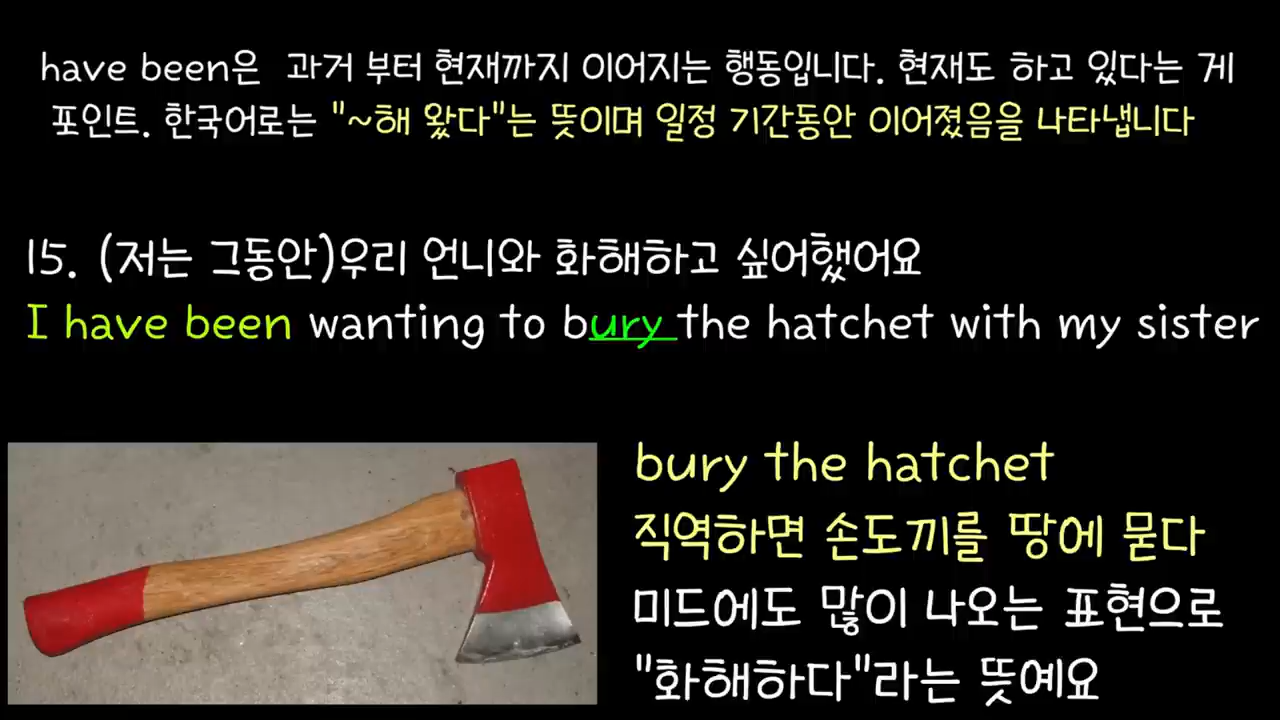 have been은 과거 부터 현재까지 이어지는 행동입니다. 현재도 하고 있다는 게
포인트. 한국어로는 "~해 왔다"는 뜻이며 일정 기간동안 이어졌음을 나타냅니다
15. (저는 그동안)우리 언니와 화해하고 싶어했어요
I have been wanting to bury the hatchet with my sister
bury the hatchet
직역하면 손도끼를 땅에 묻다
미드에도 많이 나오는 표현으로
"화해하다"라는 뜻예요